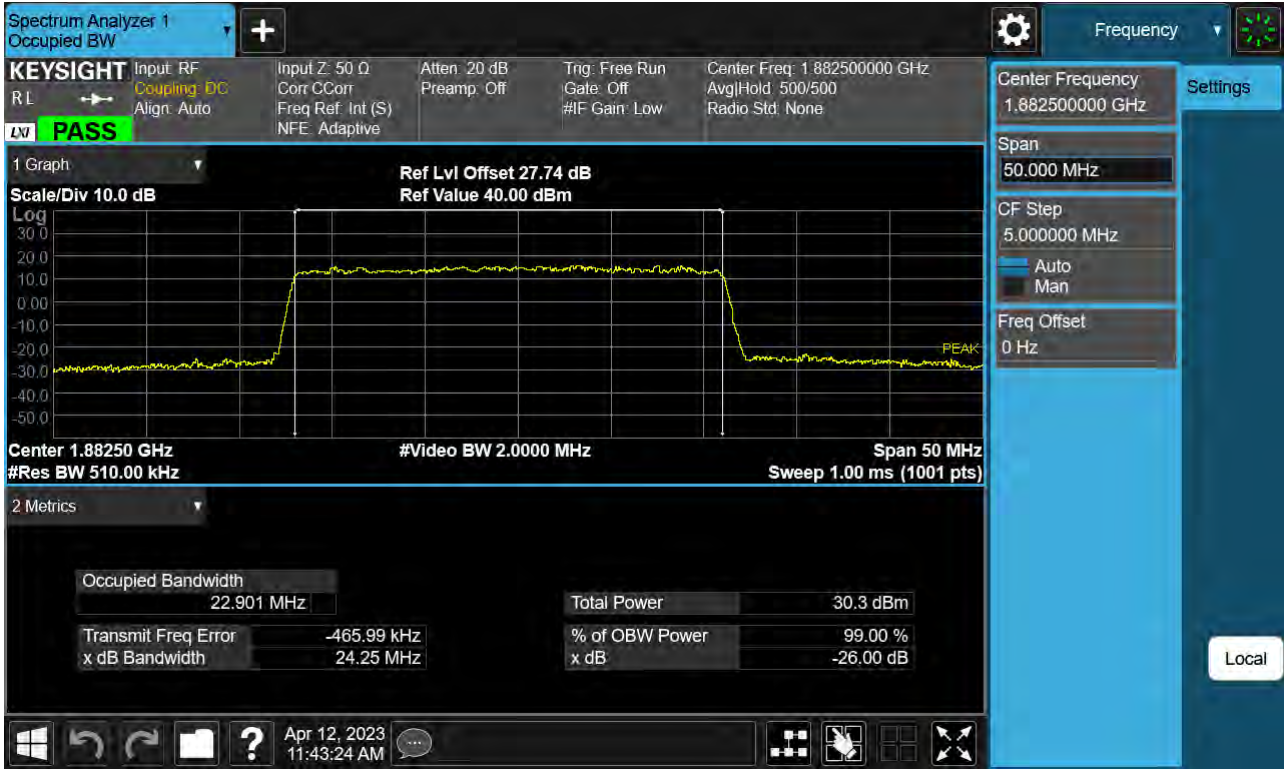 Spectrum Analyzer 1
Occupied BW
+
Frequency
KEYSIGHT
RL
LXI
PASS
Input: RF
Coupling: DC
Align: Auto
Input Z: 50 Ω
Corr CCorr
Freq Ref: Int (S)
NFE: Adaptive
Atten: 20 dB
Preamp: Off
Trig: Free Run
Gate: Off
#IF Gain: Low
Center Freq: 1.882500000 GHz
Avg|Hold: 500/500
Radio Std: None
Center Frequency
1.882500000 GHz
Settings
Span
50.000 MHz
CF Step
5.000000 MHz
Auto
Man
Freq Offset
0 Hz
Local
1 Graph
Ref Lvl Offset 27.74 dB
Scale/Div 10.0 dB
Ref Value 40.00 dBm
Log
30.0
20.0
10.0
0.00
-10.0
-20.0
-30.0
-40.0
-50.0
PEAK
Center 1.88250 GHz
#Video BW 2.0000 MHz
Span 50 MHz
#Res BW 510.00 kHz
Sweep 1.00 ms (1001 pts)
2 Metrics
Occupied Bandwidth
22.901 MHz
Total Power 30.3 dBm
Transmit Freq Error -465.99 kHz
% of OBW Power 99.00 %
x dB Bandwidth 24.25 MHz
x dB -26.00 dB
?
Apr 12, 2023
11:43:24 AM